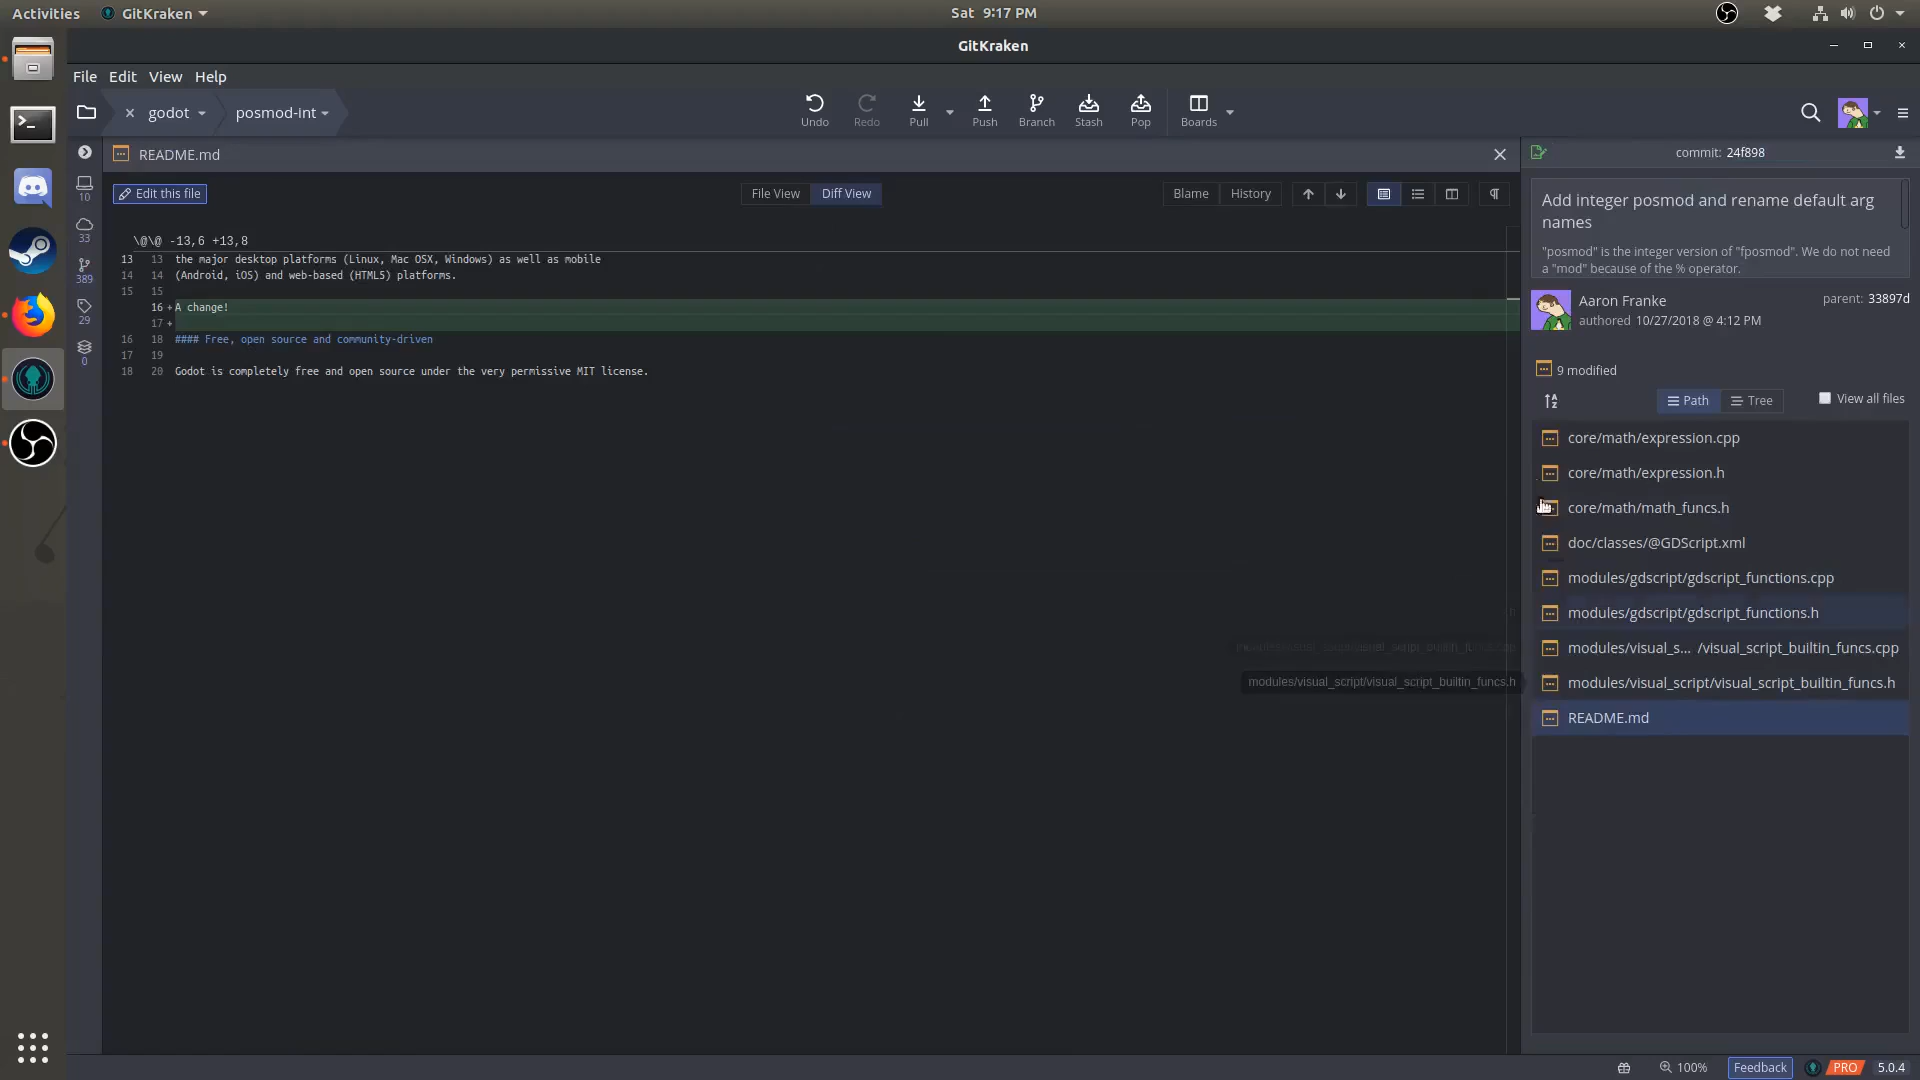 Activities GitKraken Sat 9:17 PM
GitKraken
File Edit View Help
godot posmod-int Undo Redo Pull Push Branch Stash Pop Boards
README.md commit: 24f898
10
33
389
29
0
Edit this file File View Diff View Blame History
\@\@ -13,6 +13,8
13 13 the major desktop platforms (Linux, Mac OSX, Windows) as well as mobile
14 14 (Android, iOS) and web-based (HTML5) platforms.
15 15
16 + A change!
17 +
16 18 #### Free, open source and community-driven
17 19
18 20 Godot is completely free and open source under the very permissive MIT license.
modules/visual_script/visual_script_builtin_funcs.h
Add integer posmod and rename default arg
names
"posmod" is the integer version of "fposmod". We do not need
a "mod" because of the % operator.
Aaron Franke parent: 33897d
authored 10/27/2018 @ 4:12 PM
9 modified
Path Tree View all files
core/math/expression.cpp
core/math/expression.h
core/math/math_funcs.h
doc/classes/@GDScript.xml
modules/gdscript/gdscript_functions.cpp
modules/gdscript/gdscript_functions.h
modules/visual_s... /visual_script_builtin_funcs.cpp
modules/visual_script/visual_script_builtin_funcs.h
README.md
100% Feedback PRO 5.0.4